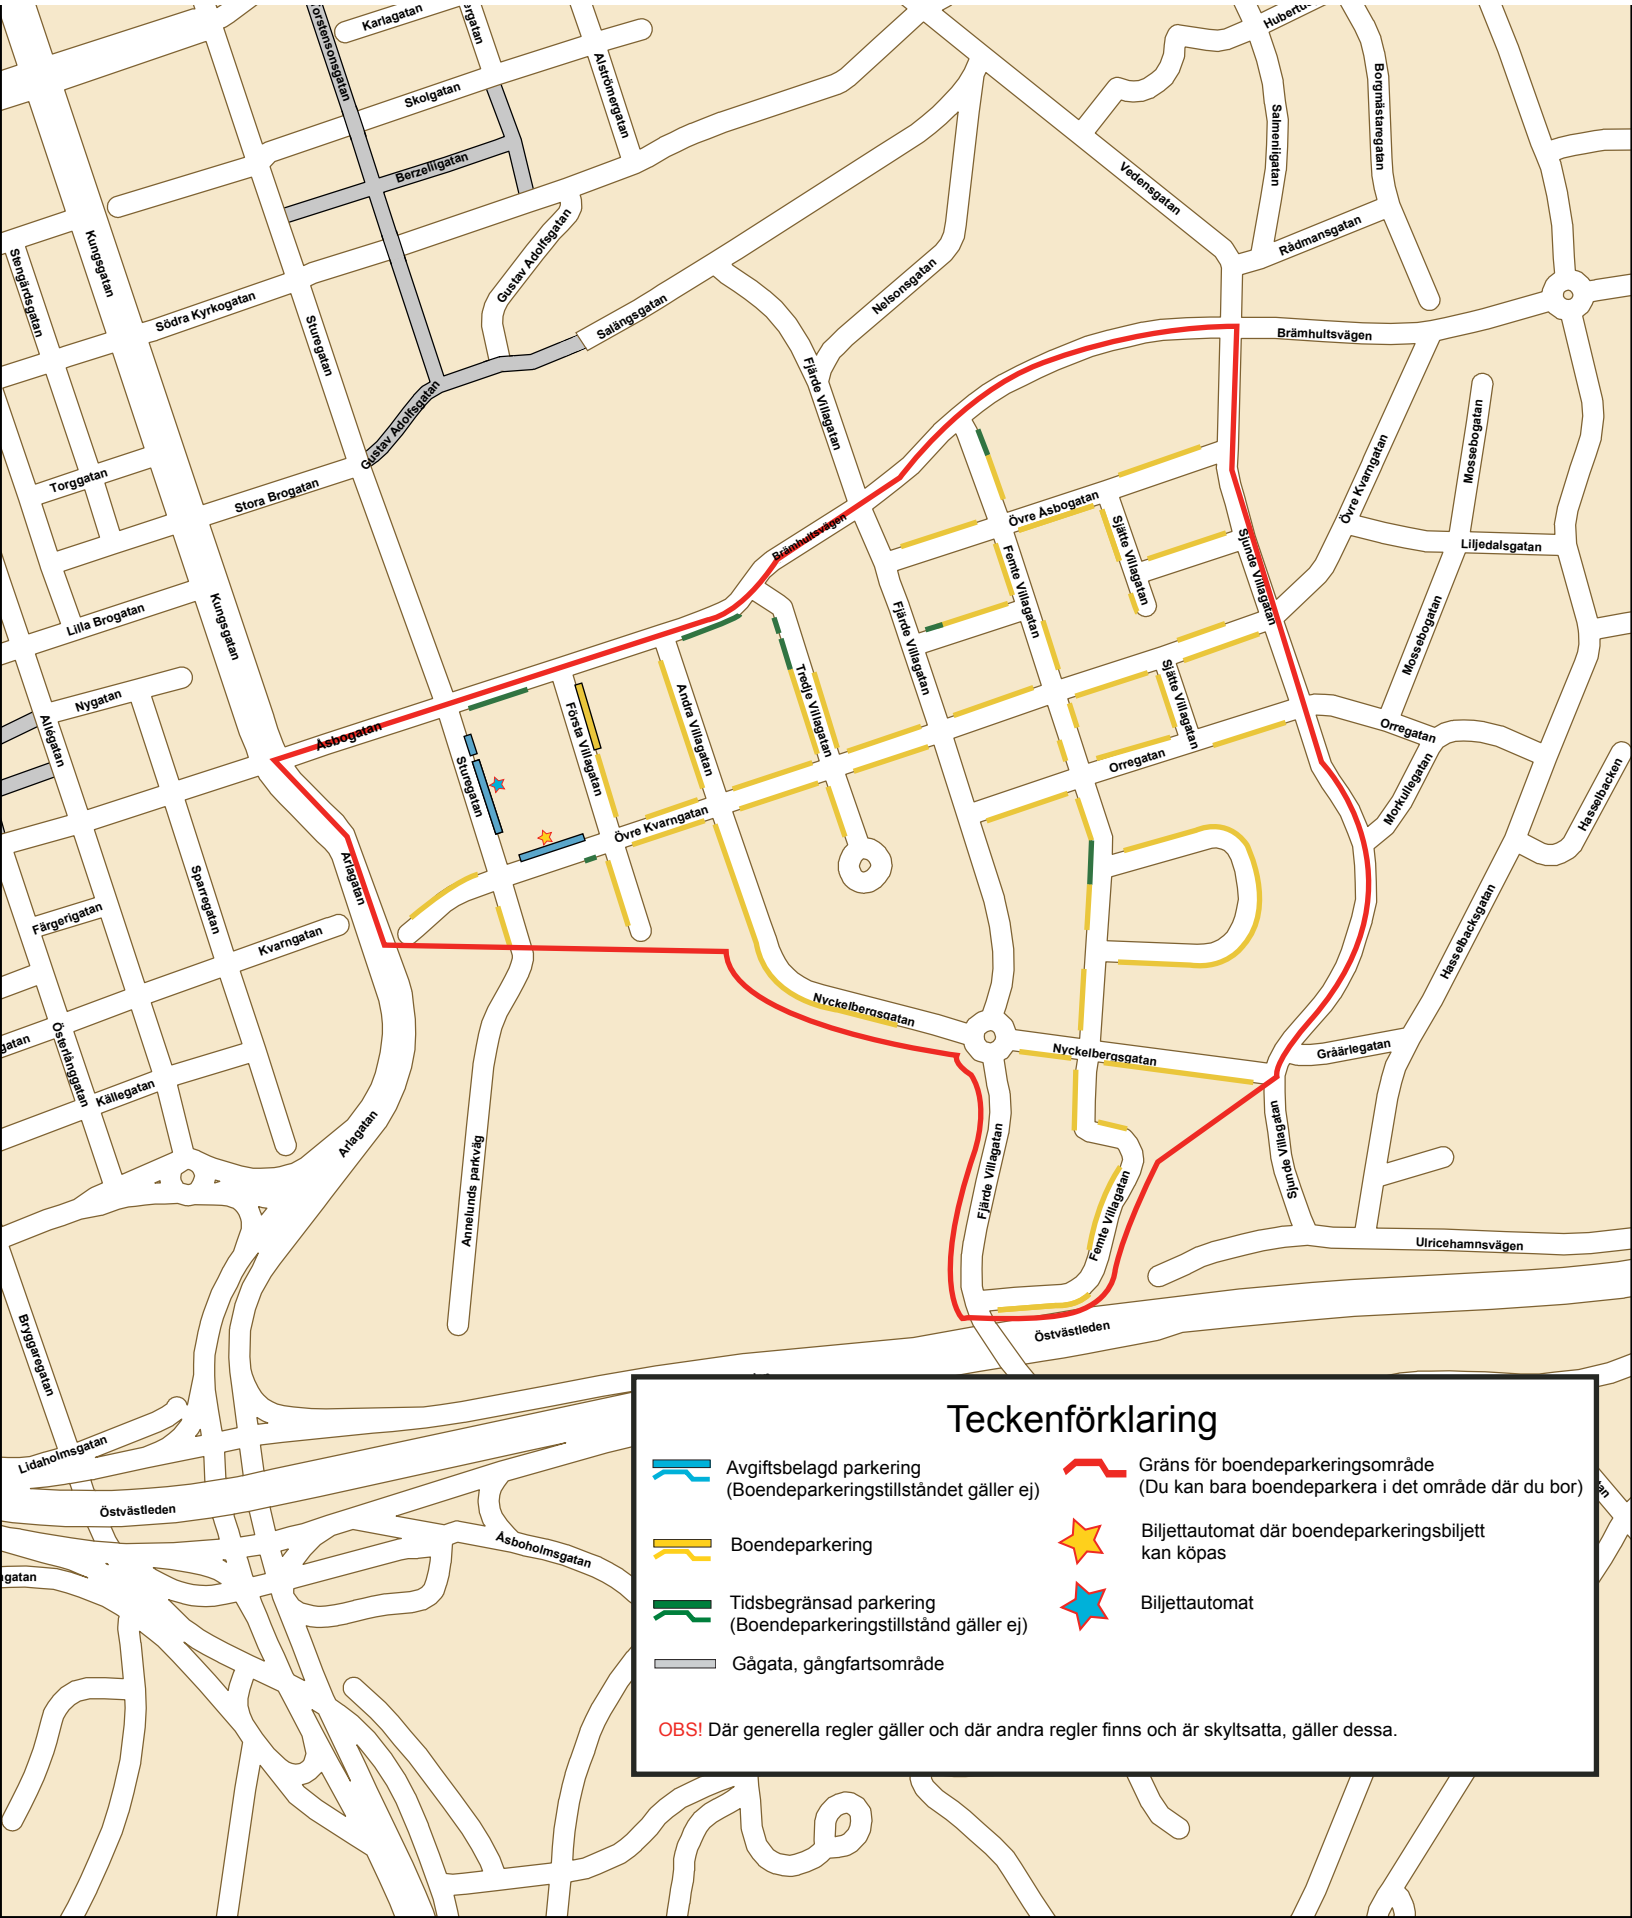 Karlagatan
Hubertu
Skolgatan
Alströmergatan
Borgmästaregatan
Salmeniigatan
Berzeliigatan
Vedensgatan
Gustav Adolfsgatan
Rådmansgatan
Stengärdsgatan
Kungsgatan
Nelsonsgatan
Södra Kyrkogatan
Sturegatan
Salängsgatan
Brämhultsvägen
Fjärde Villagatan
Gustav Adolfsgatan
Mossebogatan
Övre Kvarngatan
Torggatan
Stora Brogatan
Övre Åsbogatan
Sjätte Villagatan
Brämhultsvägen
Femte Villagatan
Sjunde Villagatan
Liljedalsgatan
Lilla Brogatan
Kungsgatan
Fjärde Villagatan
Mossebogatan
Nygatan
Andra Villagatan
Tredje Villagatan
Sjätte Villagatan
Allégatan
Åsbogatan
Första Villagatan
Orregatan
Orregatan
Sturegatan
Morkullegatan
Hasselbacken
Övre Kvarngatan
Arlagatan
Sparregatan
Färgerigatan
Kvarngatan
Hasselbacksgatan
Nyckelbergsgatan
gatan
Österlånggatan
Nyckelbergsgatan
Gråärlegatan
Källegatan
Arlagatan
Annelunds parkväg
Fjärde Villagatan
Femte Villagatan
Sjunde Villagatan
Ulricehamnsvägen
Östvästleden
Bryggaregatan
Lidaholmsgatan
Östvästleden
Åsboholmsgatan
gatan
Teckenförklaring
Avgiftsbelagd parkering
(Boendeparkeringstillståndet gäller ej)
Boendeparkering
Tidsbegränsad parkering
(Boendeparkeringstillstånd gäller ej)
Gågata, gångfartsområde
Gräns för boendeparkeringsområde
(Du kan bara boendeparkera i det område där du bor)
Biljettautomat där boendeparkeringsbiljett
kan köpas
Biljettautomat
OBS! Där generella regler gäller och där andra regler finns och är skyltsatta, gäller dessa.